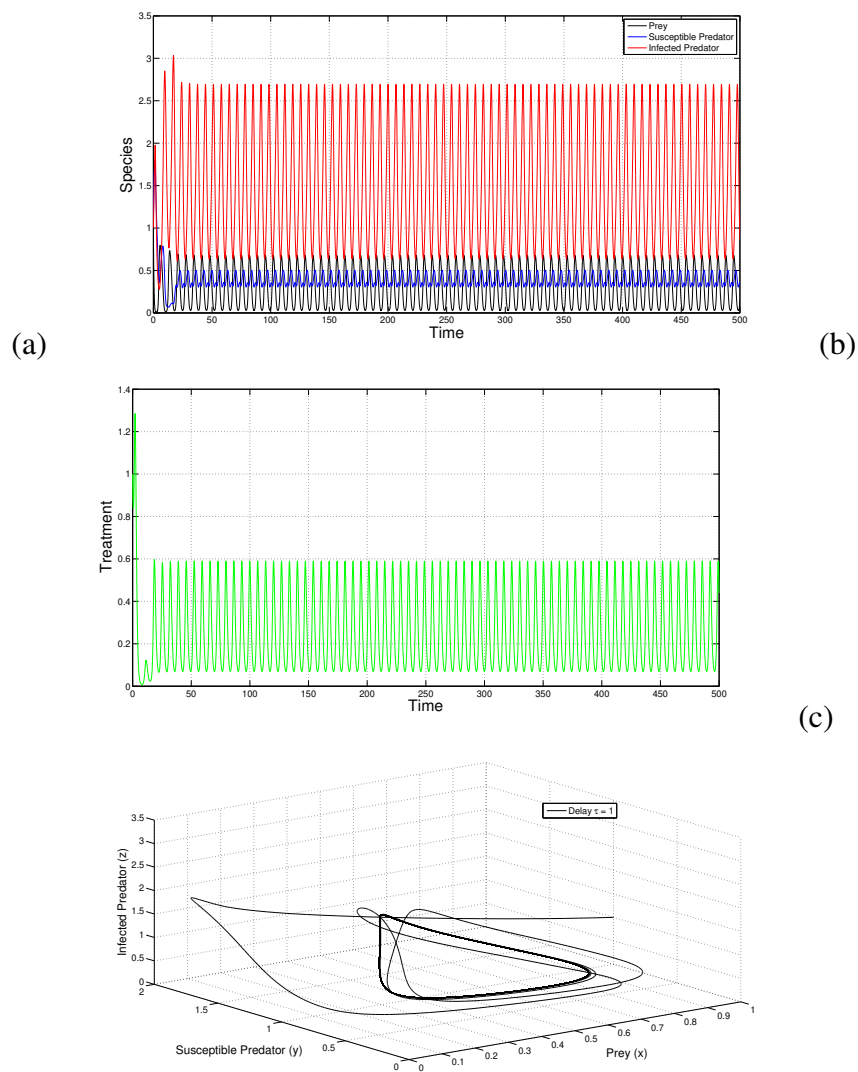 3.5
3
2.5
2
1.5
1
0.5
0
Species
Prey
Susceptible Predator
Infected Predator
0 50 100 150 200 250 300 350 400 450 500
Time
(a) (b)
1.4
1.2
1
0.8
0.6
0.4
0.2
0
Treatment
0 50 100 150 200 250 300 350 400 450 500
Time
(c)
Delay τ = 1
3.5
3
2.5
2
1.5
1
0.5
0
Infected Predator (z)
2
1.5
1
0.5
0
Susceptible Predator (y)
0 0.1 0.2 0.3 0.4 0.5 0.6 0.7 0.8 0.9 1
Prey (x)